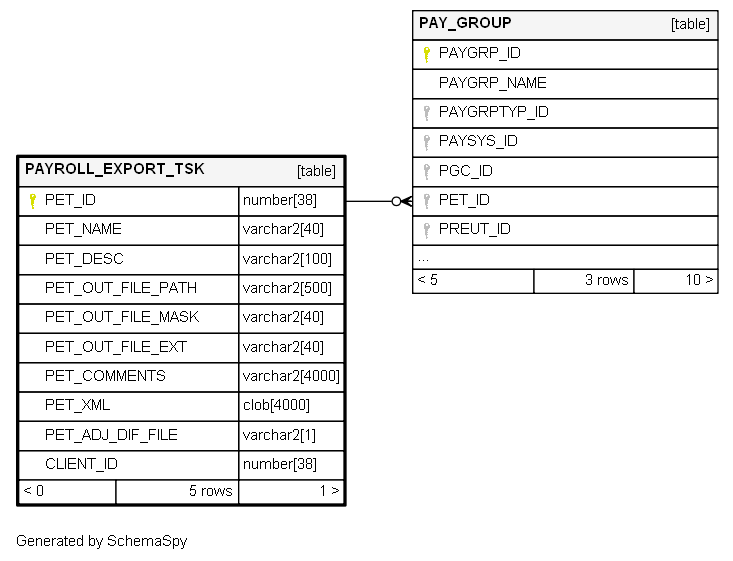 PAY_GROUP [table]
PAYGRP_ID
PAYGRP_NAME
PAYGRPTYP_ID
PAYSYS_ID
PGC_ID
PET_ID
PREUT_ID
...
< 5 3 rows 10 >
PAYROLL_EXPORT_TSK [table]
PET_ID number[38]
PET_NAME varchar2[40]
PET_DESC varchar2[100]
PET_OUT_FILE_PATH varchar2[500]
PET_OUT_FILE_MASK varchar2[40]
PET_OUT_FILE_EXT varchar2[40]
PET_COMMENTS varchar2[4000]
PET_XML clob[4000]
PET_ADJ_DIF_FILE varchar2[1]
CLIENT_ID number[38]
< 0 5 rows 1 >
Generated by SchemaSpy